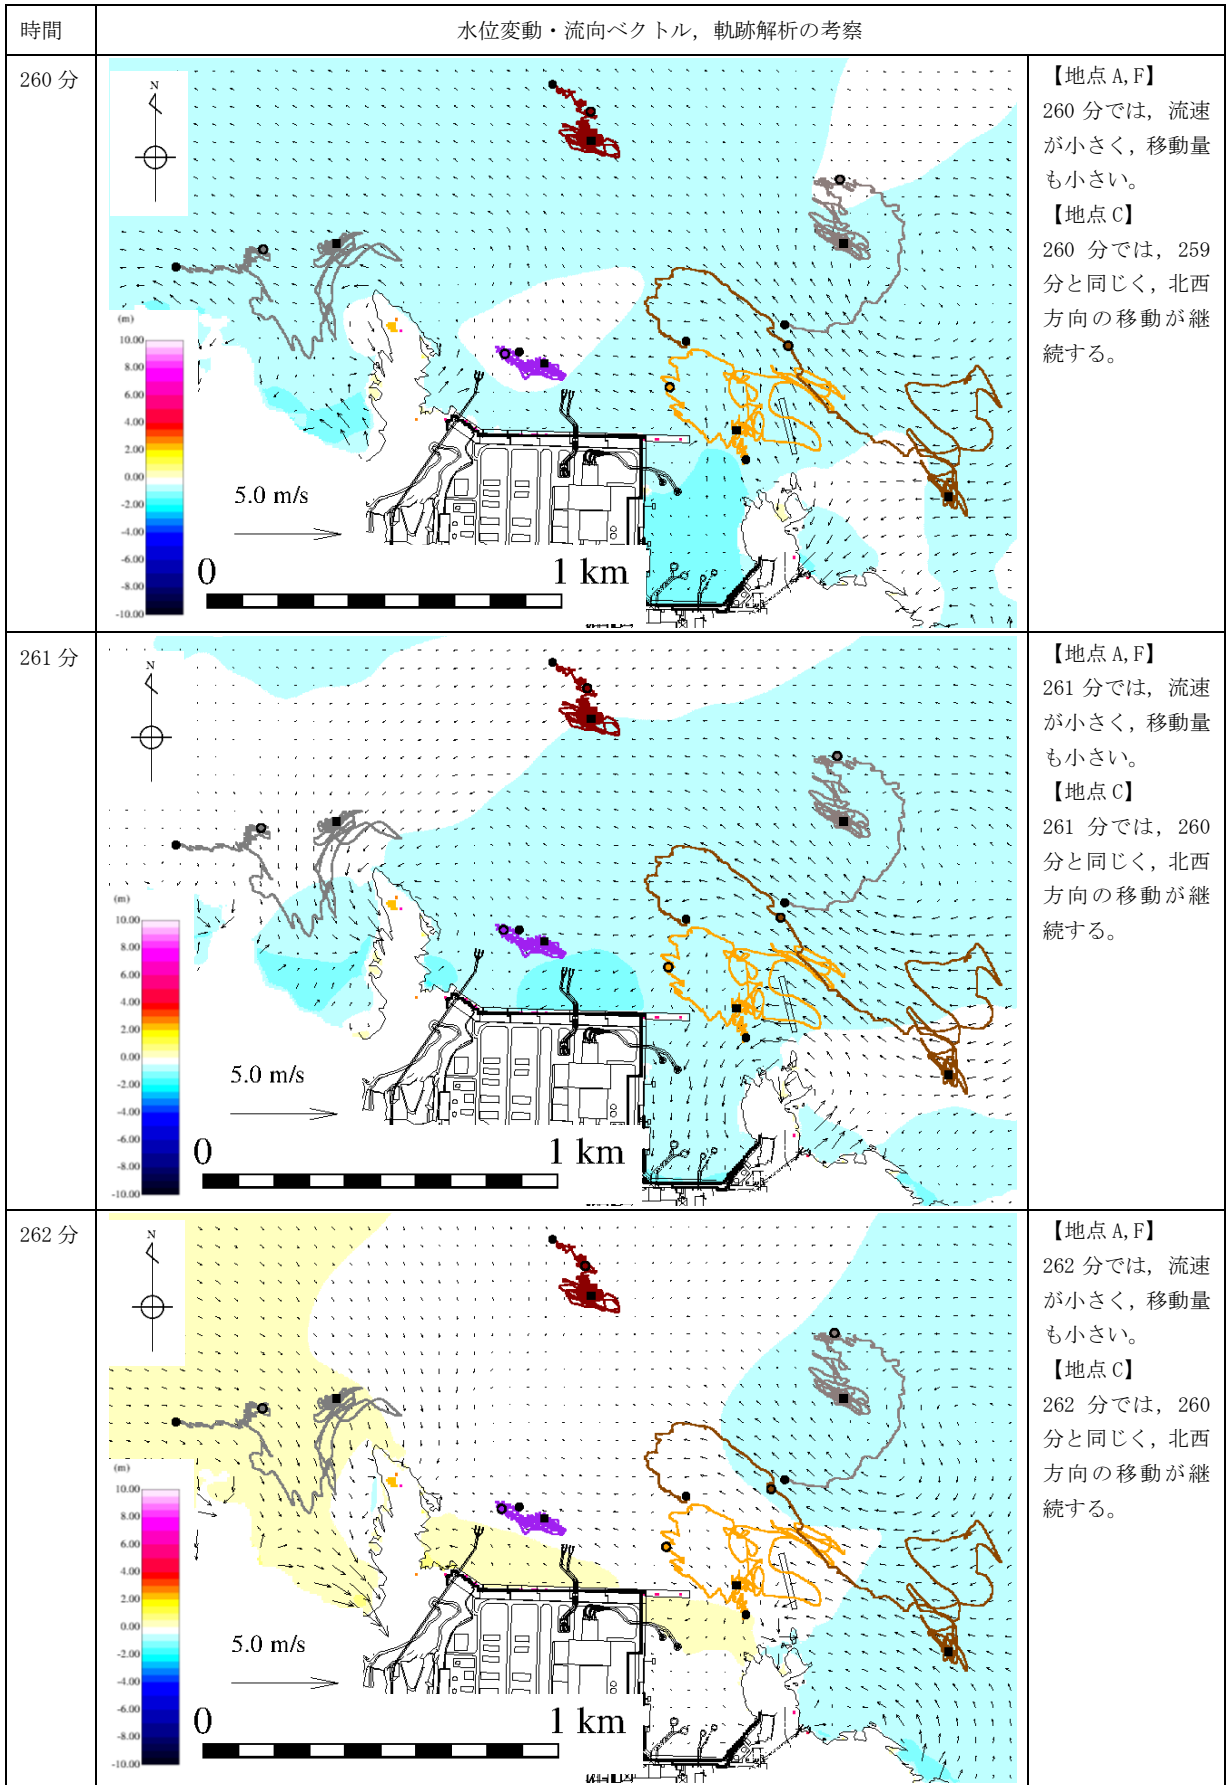 時間
水位変動・流向ベクトル，軌跡解析の考察
260 分
N
(m)
10.00
8.00
6.00
4.00
2.00
0.00
-2.00
-4.00
-6.00
-8.00
-10.00
5.0 m/s
0
1 km
【地点 A,F】
260 分では，流速
が小さく，移動量
も小さい。
【地点 C】
260 分では，259
分と同じく，北西
方向の移動が継
続する。
261 分
N
(m)
10.00
8.00
6.00
4.00
2.00
0.00
-2.00
-4.00
-6.00
-8.00
-10.00
5.0 m/s
0
1 km
【地点 A,F】
261 分では，流速
が小さく，移動量
も小さい。
【地点 C】
261 分では，260
分と同じく，北西
方向の移動が継
続する。
262 分
N
(m)
10.00
8.00
6.00
4.00
2.00
0.00
-2.00
-4.00
-6.00
-8.00
-10.00
5.0 m/s
0
1 km
【地点 A,F】
262 分では，流速
が小さく，移動量
も小さい。
【地点 C】
262 分では，260
分と同じく，北西
方向の移動が継
続する。